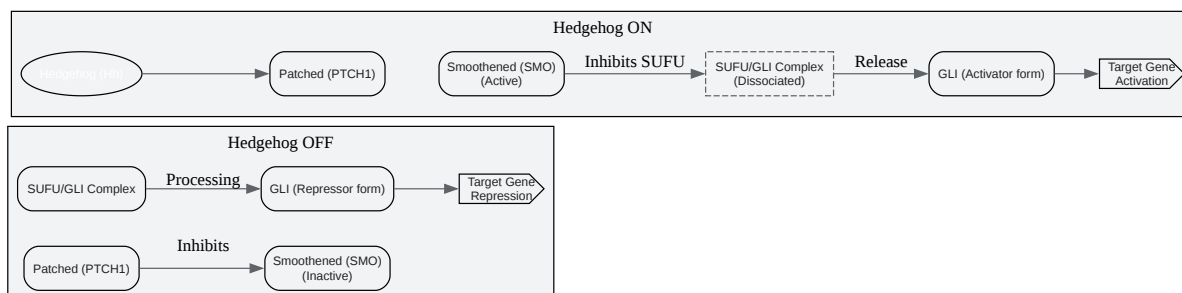 Hedgehog ON
Hedgehog (Hh)
Patched (PTCH1)
Smoothened (SMO)
(Active)
Inhibits SUFU
SUFU/GLI Complex
(Dissociated)
Release
GLI (Activator form)
Target Gene
Activation
Hedgehog OFF
SUFU/GLI Complex
Processing
GLI (Repressor form)
Target Gene
Repression
Patched (PTCH1)
Inhibits
Smoothened (SMO)
(Inactive)